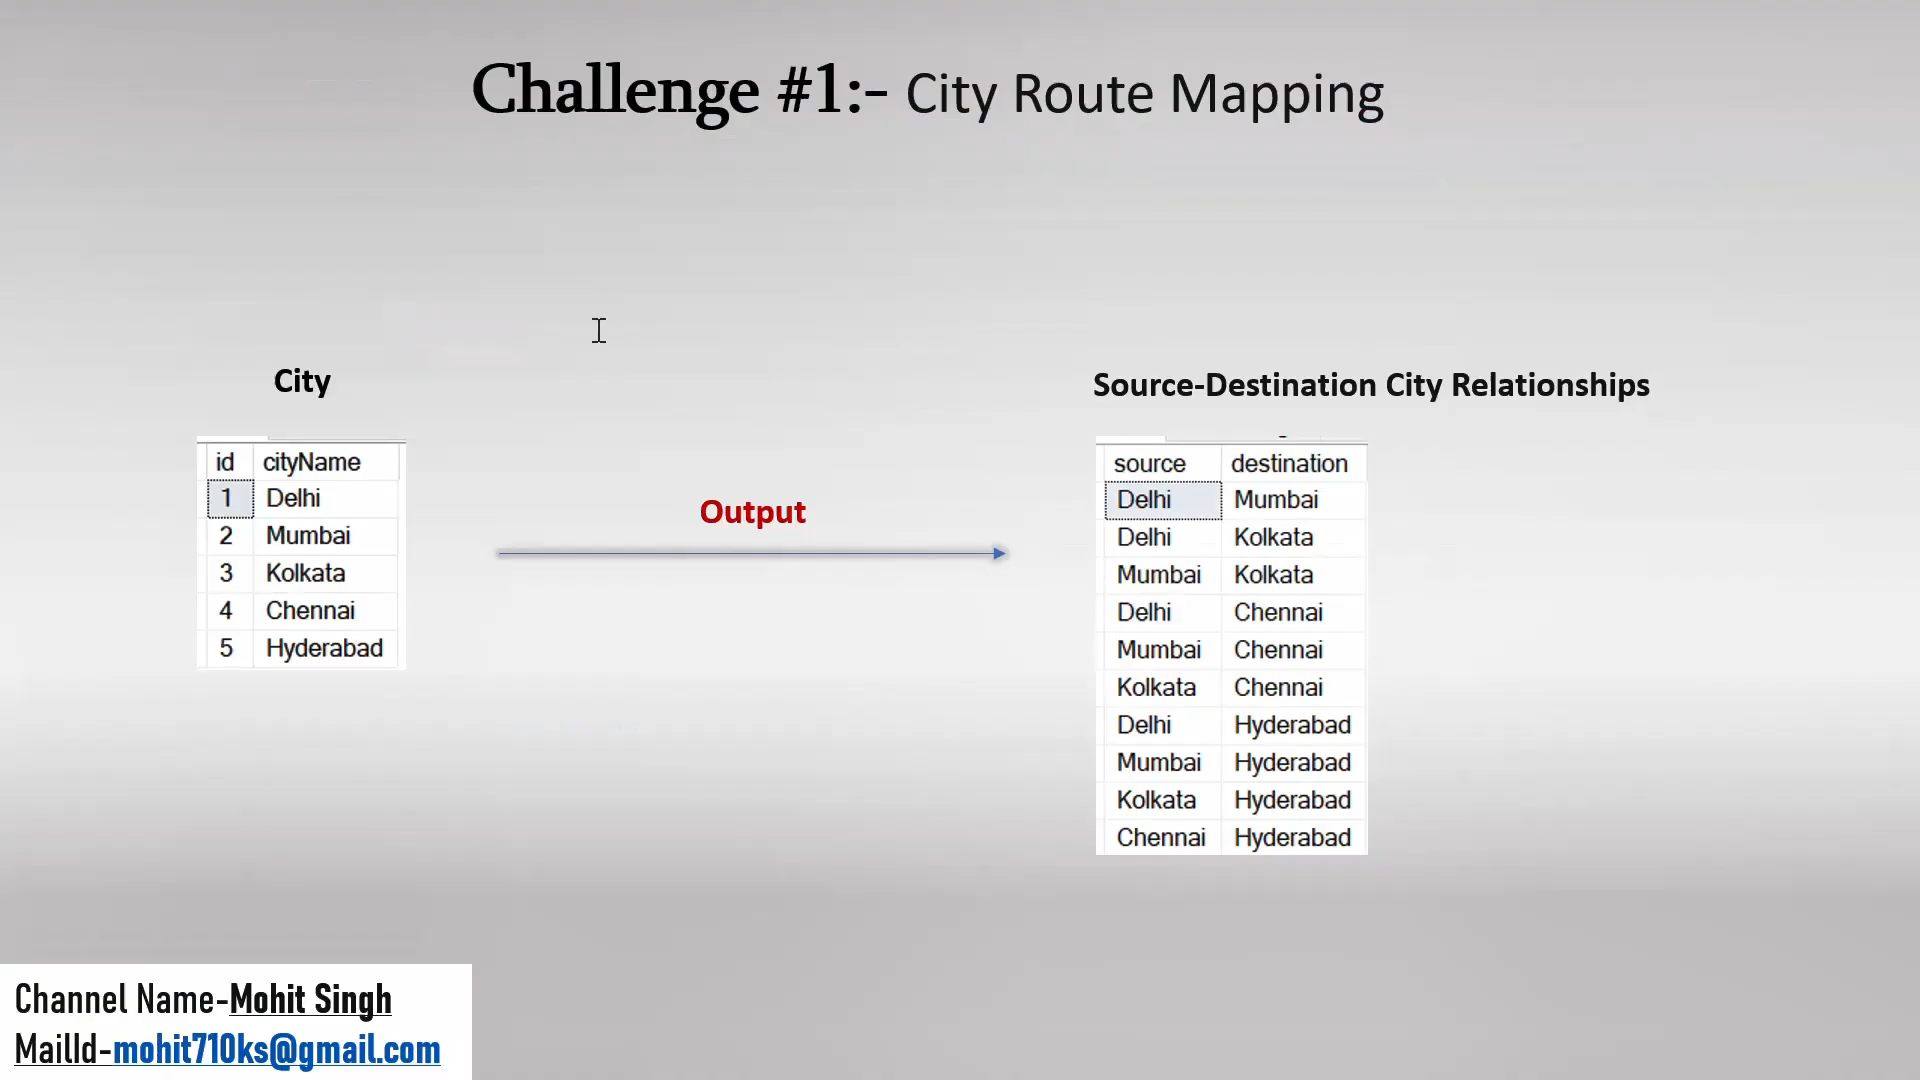 Challenge #1:- City Route Mapping
City
Source-Destination City Relationships
id cityName
1 Delhi
2 Mumbai
3 Kolkata
4 Chennai
5 Hyderabad
Output
source destination
Delhi Mumbai
Delhi Kolkata
Mumbai Kolkata
Delhi Chennai
Mumbai Chennai
Kolkata Chennai
Delhi Hyderabad
Mumbai Hyderabad
Kolkata Hyderabad
Chennai Hyderabad
Channel Name-Mohit Singh
MailId-mohit710ks@gmail.com